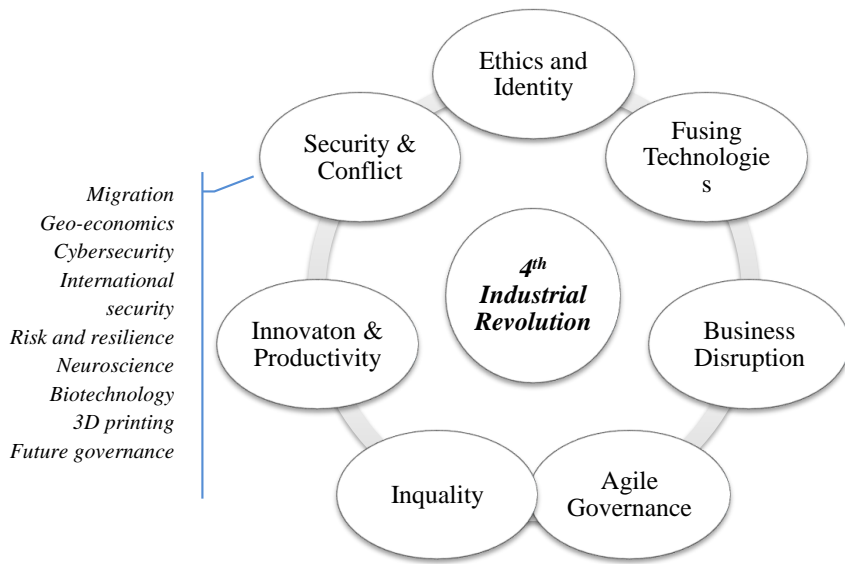 Ethics and
Identity
Fusing
Technologie
s
Security &
Conflict
Migration
Geo-economics
Cybersecurity
International
security
Risk and resilience
Neuroscience
Biotechnology
3D printing
Future governance
4th
Industrial
Revolution
Innovaton &
Productivity
Business
Disruption
Inquality
Agile
Governance